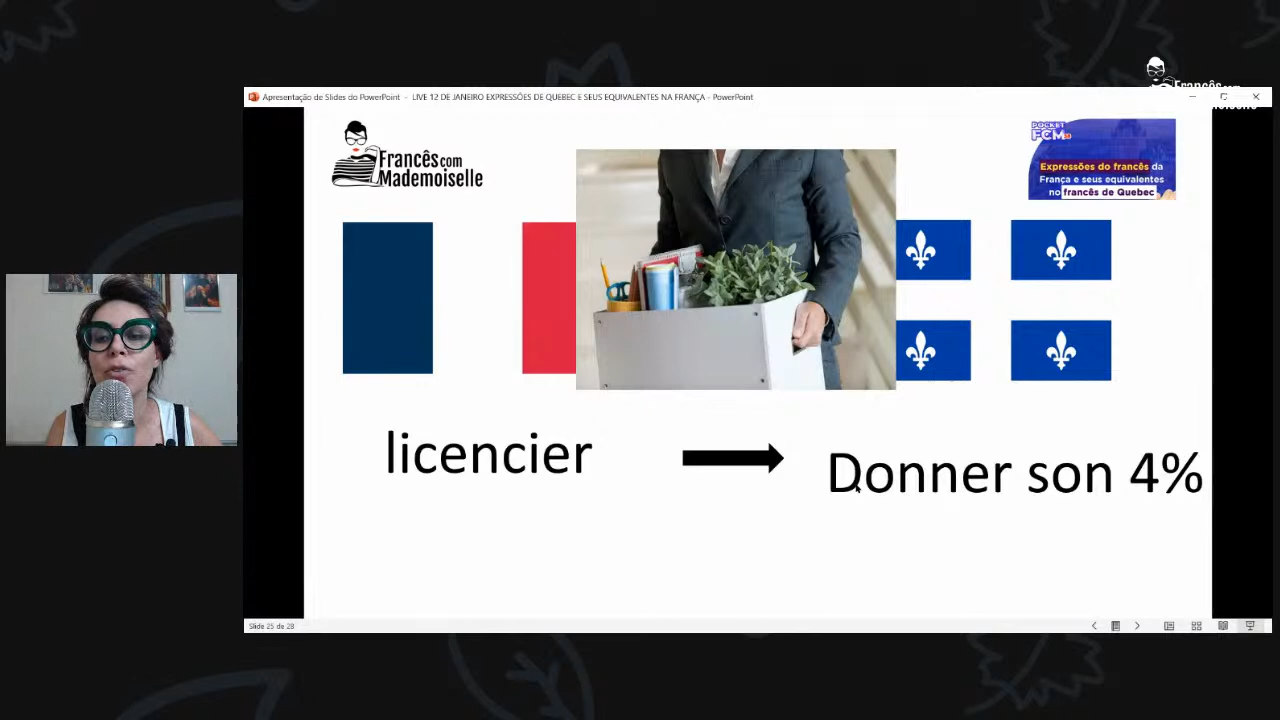 Francês
Apresentação de Slides do PowerPoint - LIVE 12 DE JANEIRO EXPRESSÕES DE QUEBEC E SEUS EQUIVALENTES NA FRANÇA - PowerPoint
Francês com
Mademoiselle
POCKET
FCM
Expressões do francês da
França e seus equivalentes
no francês de Quebec
licencier
Donner son 4%
Slide 25 de 28